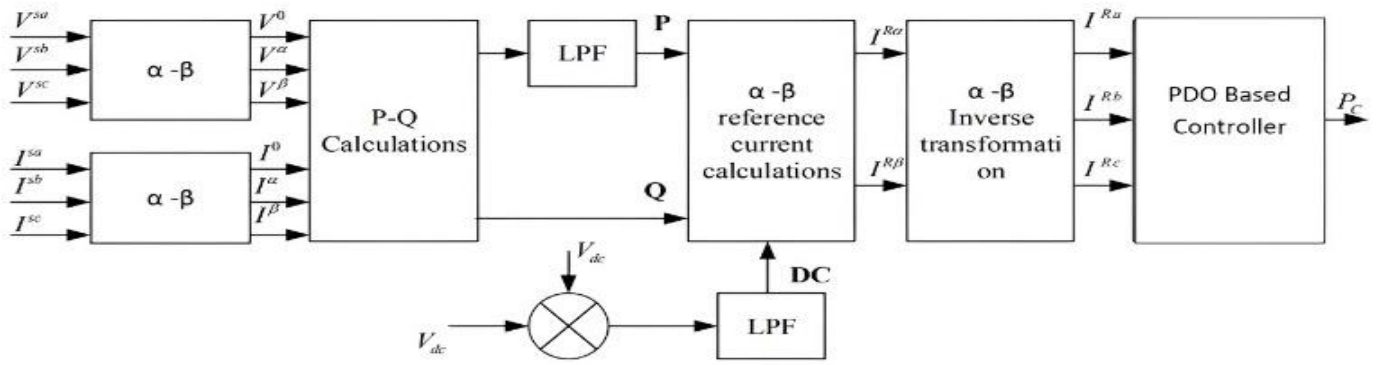 V^sa
V^sb
V^sc
α -β
V^0
V^α
V^β
I^sa
I^sb
I^sc
α -β
I^0
I^α
I^β
P-Q
Calculations
LPF
P
Q
α -β
reference
current
calculations
V_dc
V_dc
LPF
DC
I^Rα
I^Rβ
α -β
Inverse
transformati
on
I^Ra
I^Rb
I^Rc
PDO Based
Controller
P_C